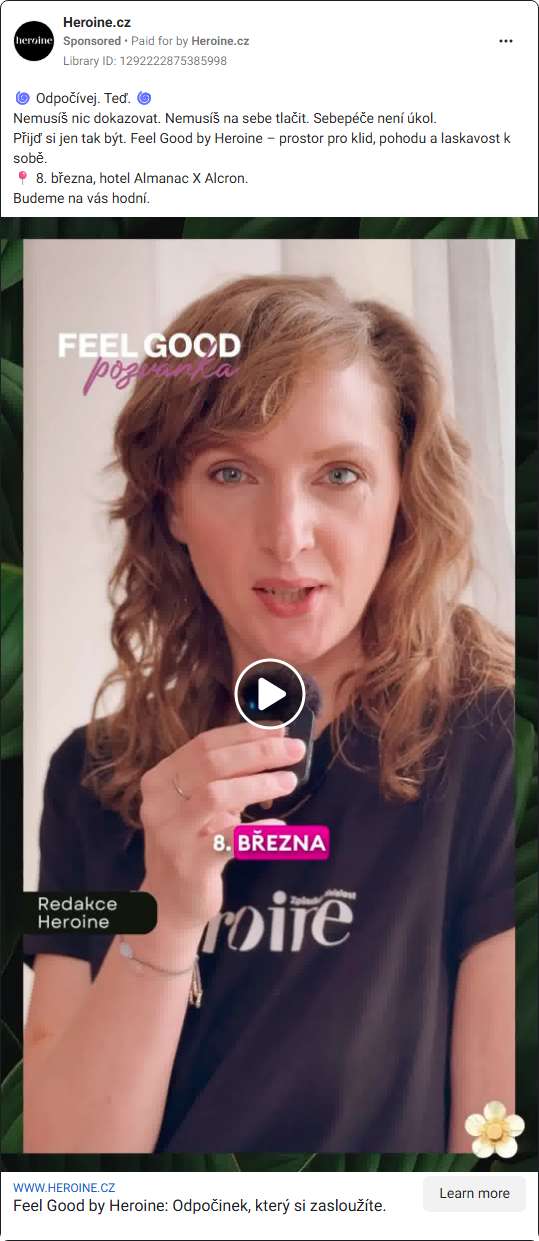 heroine
Heroine.cz
Sponsored • Paid for by Heroine.cz
Library ID: 1292222875385998
🌀 Odpočívej. Teď. 🌀
Nemusíš nic dokazovat. Nemusíš na sebe tlačit. Sebepéče není úkol.
Přijď si jen tak být. Feel Good by Heroine – prostor pro klid, pohodu a laskavost k
sobě.
📍 8. března, hotel Almanac X Alcron.
Budeme na vás hodní.
FEEL GOOD
pozvánka
8. BŘEZNA
Redakce
Heroine
WWW.HEROINE.CZ
Feel Good by Heroine: Odpočinek, který si zasloužíte.
Learn more